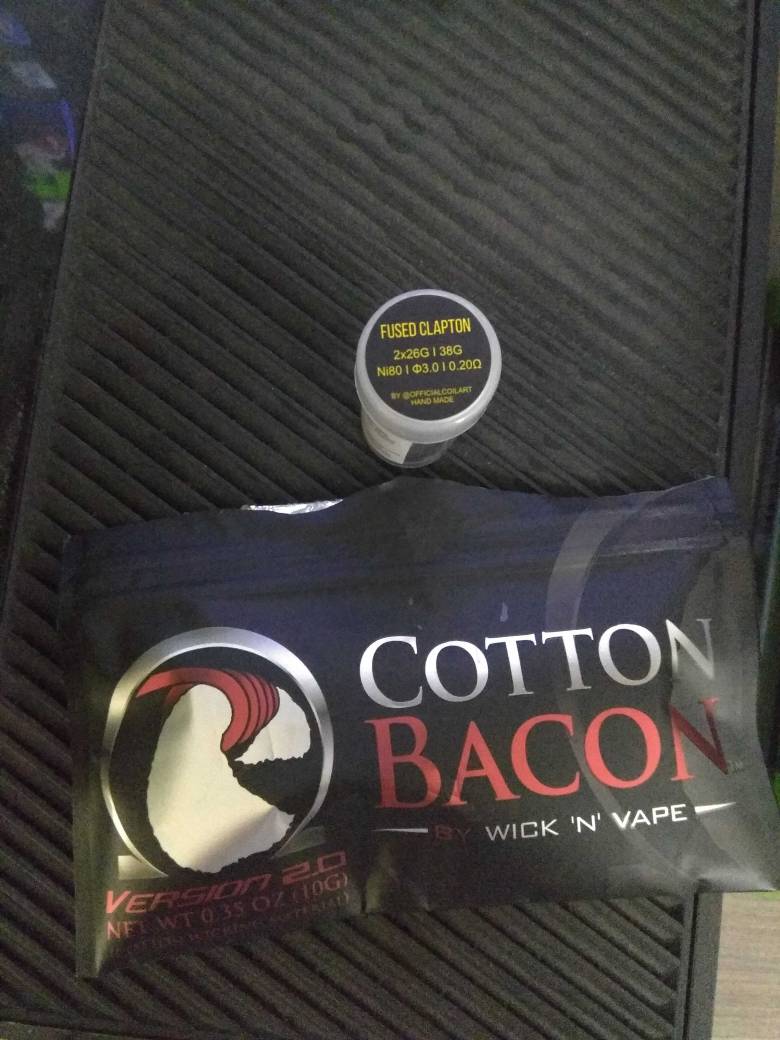 FUSED CLAPTON
2x26G I 38G
Ni80 I Φ3.0 I 0.20Ω
BY @OFFICIALCOILART
HAND MADE
COTTON
BACON
BY WICK 'N' VAPE
VERSION 2.0
NET WT 0.35 OZ (10G)